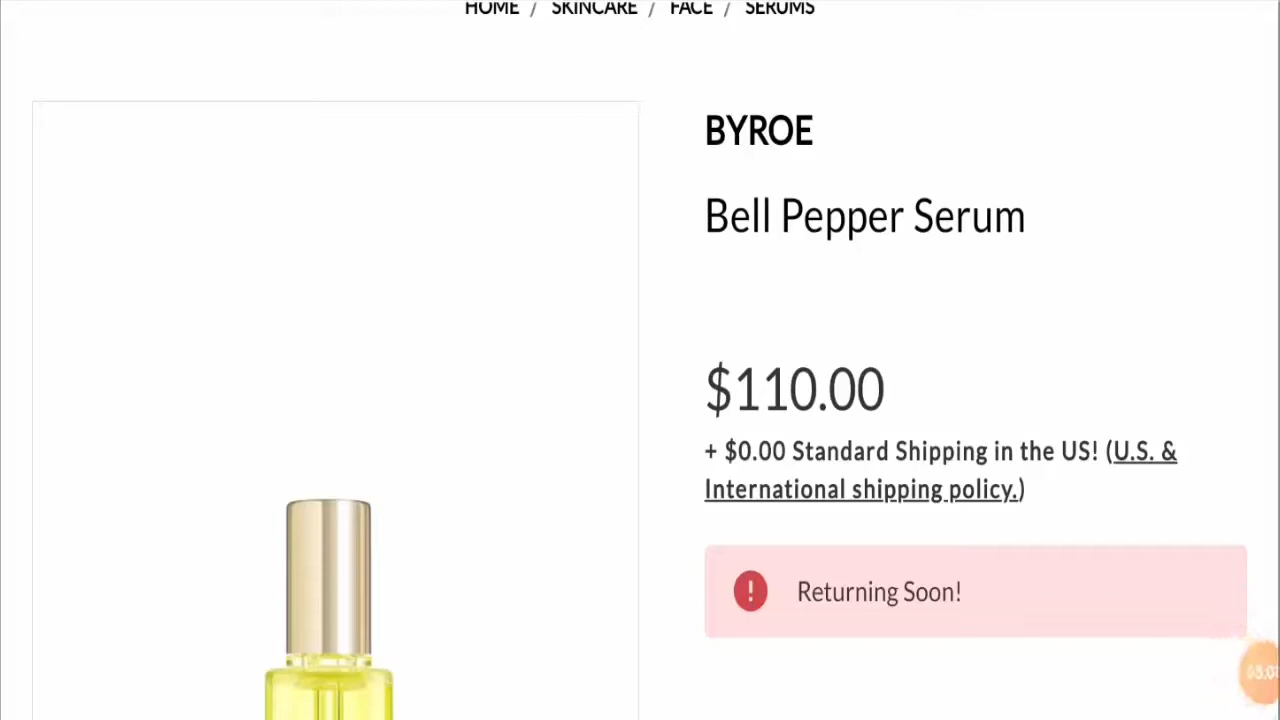 HOME / SKINCARE / FACE / SERUMS
BYROE
Bell Pepper Serum
$110.00
+ $0.00 Standard Shipping in the US! (U.S. &
International shipping policy.)
! Returning Soon!